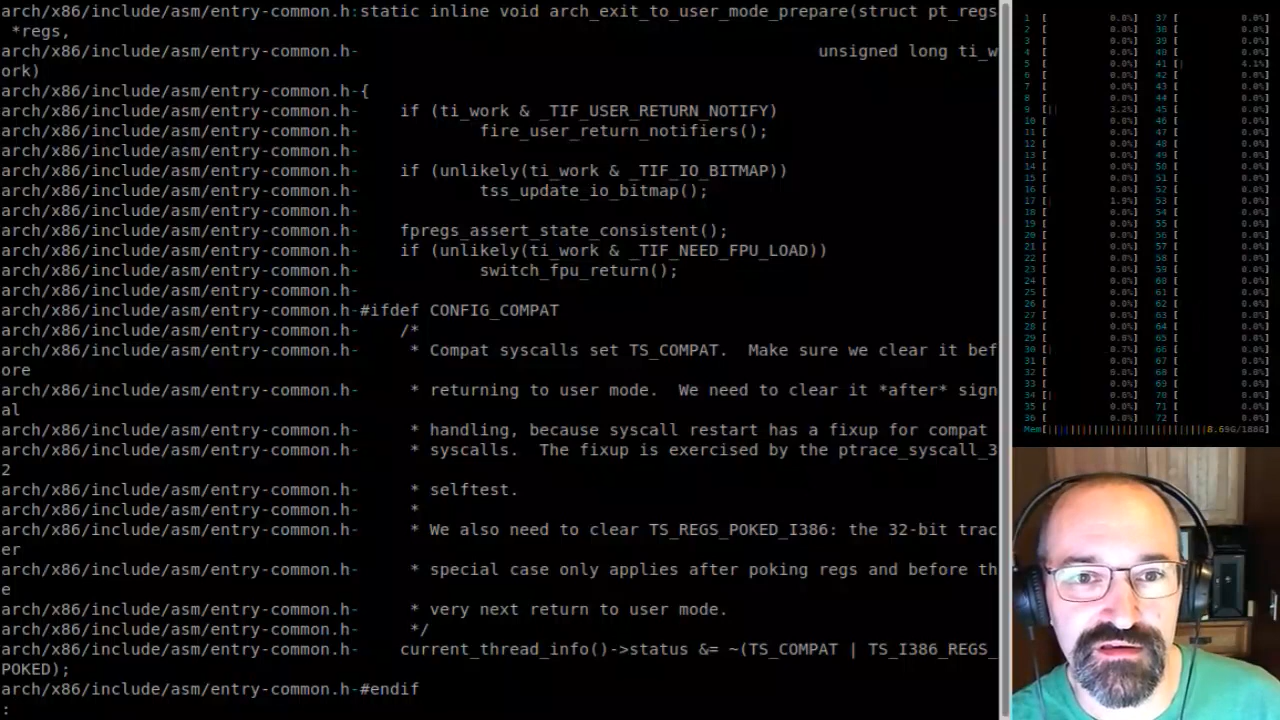 arch/x86/include/asm/entry-common.h:static inline void arch_exit_to_user_mode_prepare(struct pt_regs
 *regs,
arch/x86/include/asm/entry-common.h-                                              unsigned long ti_w
ork)
arch/x86/include/asm/entry-common.h-{
arch/x86/include/asm/entry-common.h-    if (ti_work & _TIF_USER_RETURN_NOTIFY)
arch/x86/include/asm/entry-common.h-            fire_user_return_notifiers();
arch/x86/include/asm/entry-common.h-
arch/x86/include/asm/entry-common.h-    if (unlikely(ti_work & _TIF_IO_BITMAP))
arch/x86/include/asm/entry-common.h-            tss_update_io_bitmap();
arch/x86/include/asm/entry-common.h-
arch/x86/include/asm/entry-common.h-    fpregs_assert_state_consistent();
arch/x86/include/asm/entry-common.h-    if (unlikely(ti_work & _TIF_NEED_FPU_LOAD))
arch/x86/include/asm/entry-common.h-            switch_fpu_return();
arch/x86/include/asm/entry-common.h-
arch/x86/include/asm/entry-common.h-#ifdef CONFIG_COMPAT
arch/x86/include/asm/entry-common.h-    /*
arch/x86/include/asm/entry-common.h-     * Compat syscalls set TS_COMPAT.  Make sure we clear it bef
ore
arch/x86/include/asm/entry-common.h-     * returning to user mode.  We need to clear it *after* sign
al
arch/x86/include/asm/entry-common.h-     * handling, because syscall restart has a fixup for compat
arch/x86/include/asm/entry-common.h-     * syscalls.  The fixup is exercised by the ptrace_syscall_3
2
arch/x86/include/asm/entry-common.h-     * selftest.
arch/x86/include/asm/entry-common.h-     *
arch/x86/include/asm/entry-common.h-     * We also need to clear TS_REGS_POKED_I386: the 32-bit trac
er
arch/x86/include/asm/entry-common.h-     * special case only applies after poking regs and before th
e
arch/x86/include/asm/entry-common.h-     * very next return to user mode.
arch/x86/include/asm/entry-common.h-     */
arch/x86/include/asm/entry-common.h-    current_thread_info()->status &= ~(TS_COMPAT | TS_I386_REGS_
POKED);
arch/x86/include/asm/entry-common.h-#endif
: